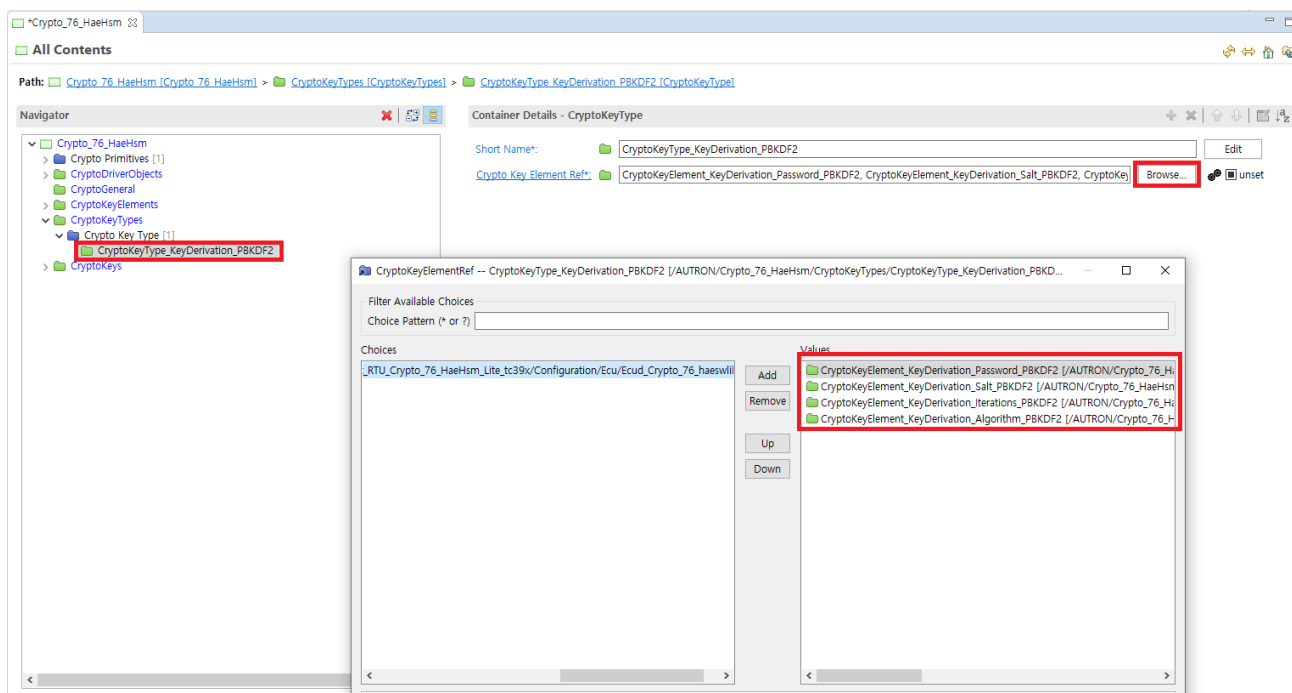 *Crypto_76_HaeHsm
All Contents
Path: Crypto_76_HaeHsm [Crypto_76_HaeHsm] > CryptoKeyTypes [CryptoKeyTypes] > CryptoKeyType_KeyDerivation_PBKDF2 [CryptoKeyType]
Navigator
Container Details - CryptoKeyType
Crypto_76_HaeHsm
Crypto Primitives [1]
CryptoDriverObjects
CryptoGeneral
CryptoKeyElements
CryptoKeyTypes
Crypto Key Type [1]
CryptoKeyType_KeyDerivation_PBKDF2
CryptoKeys
Short Name*: CryptoKeyType_KeyDerivation_PBKDF2 Edit
Crypto Key Element Ref*: CryptoKeyElement_KeyDerivation_Password_PBKDF2, CryptoKeyElement_KeyDerivation_Salt_PBKDF2, CryptoKey Browse... unset
CryptoKeyElementRef -- CryptoKeyType_KeyDerivation_PBKDF2 [/AUTRON/Crypto_76_HaeHsm/CryptoKeyTypes/CryptoKeyType_KeyDerivation_PBKD...
Filter Available Choices
Choice Pattern (* or ?)
Choices
_RTU_Crypto_76_HaeHsm_Lite_tc39x/Configuration/Ecu/Ecud_Crypto_76_haeswlil
Add
Remove
Up
Down
Values
CryptoKeyElement_KeyDerivation_Password_PBKDF2 [/AUTRON/Crypto_76_Ha
CryptoKeyElement_KeyDerivation_Salt_PBKDF2 [/AUTRON/Crypto_76_HaeHsn
CryptoKeyElement_KeyDerivation_Iterations_PBKDF2 [/AUTRON/Crypto_76_Ha
CryptoKeyElement_KeyDerivation_Algorithm_PBKDF2 [/AUTRON/Crypto_76_H